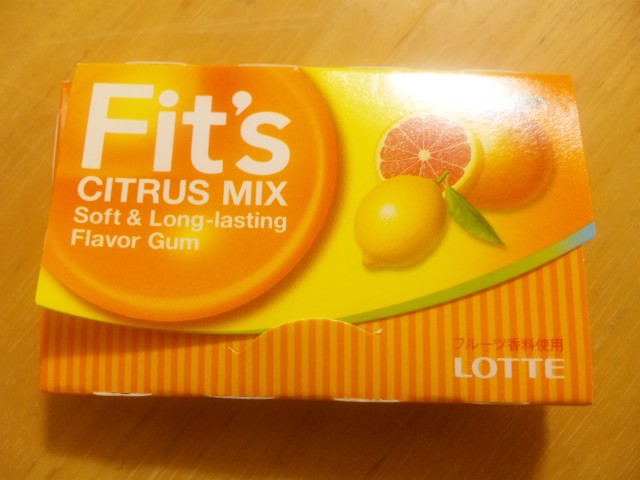 Fit's
CITRUS MIX
Soft & Long-lasting
Flavor Gum
フルーツ香料使用
LOTTE